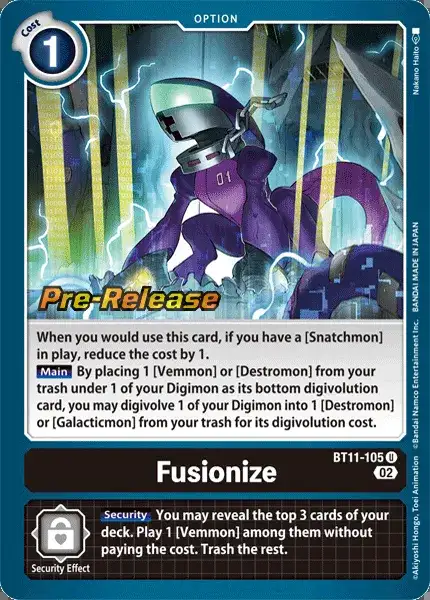 Cost
1
OPTION
Nakano Haito
01
Pre-Release
When you would use this card, if you have a [Snatchmon]
in play, reduce the cost by 1.
Main By placing 1 [Vemmon] or [Destromon] from your
trash under 1 of your Digimon as its bottom digivolution
card, you may digivolve 1 of your Digimon into 1 [Destromon]
or [Galacticmon] from your trash for its digivolution cost.
BT11-105 U
Fusionize
02
Security You may reveal the top 3 cards of your
deck. Play 1 [Vemmon] among them without
paying the cost. Trash the rest.
Security Effect
©Akiyoshi Hongo, Toei Animation ©Bandai Namco Entertainment Inc. BANDAI MADE IN JAPAN